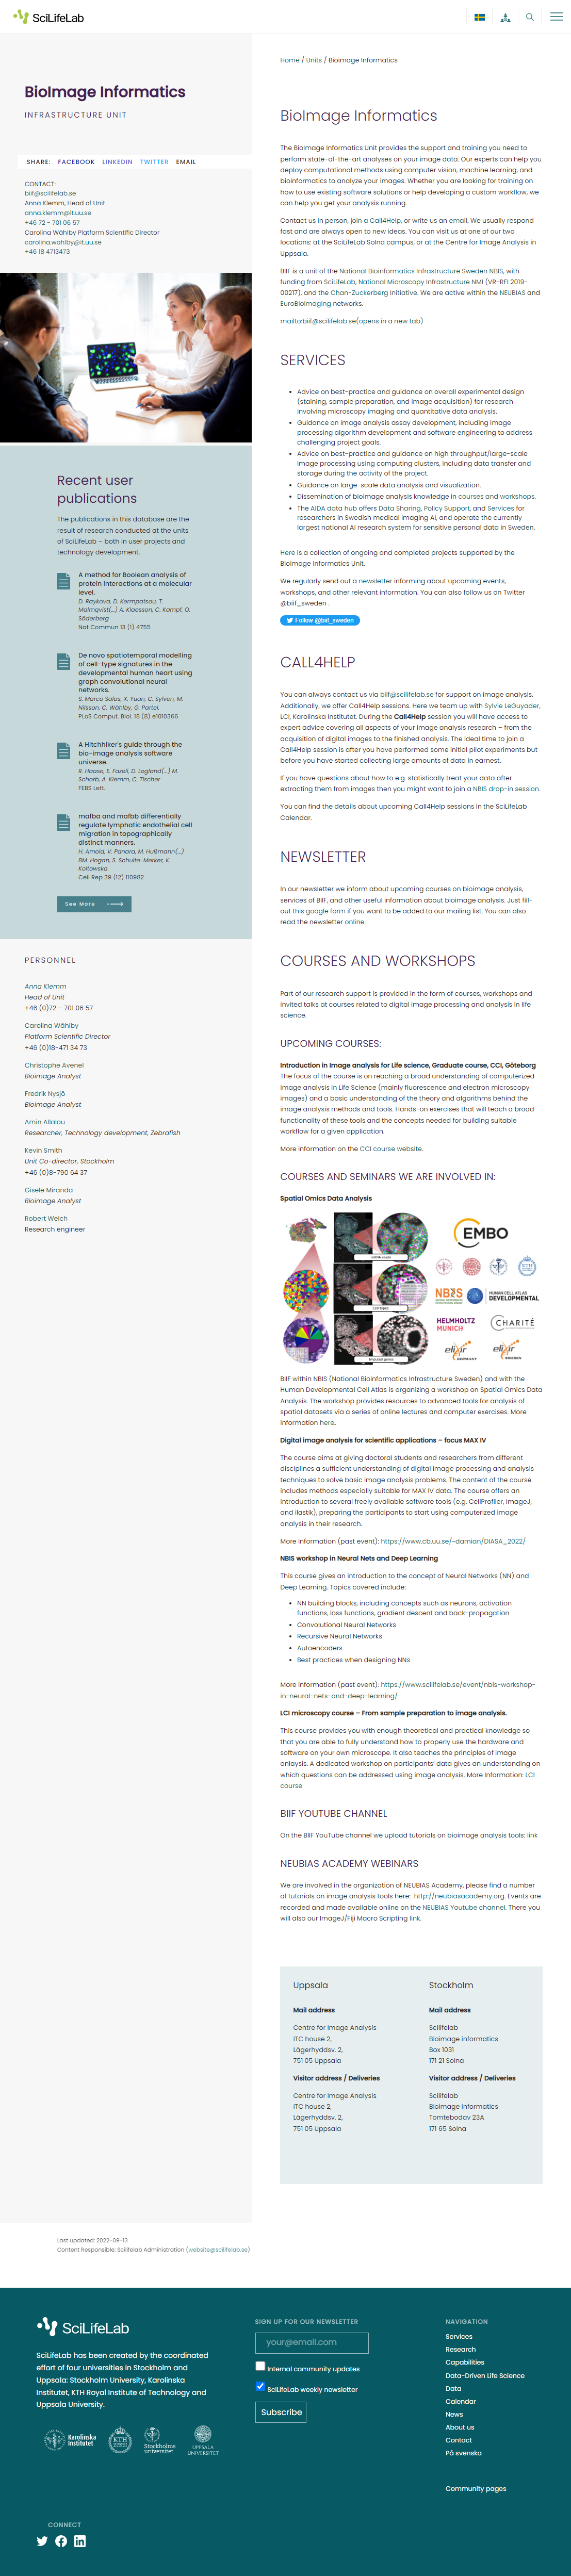 SciLifeLab
BioImage Informatics
INFRASTRUCTURE UNIT
SHARE: FACEBOOK LINKEDIN TWITTER EMAIL
CONTACT:
biif@scilifelab.se
Anna Klemm, Head of Unit
anna.klemm@it.uu.se
+46 72 - 701 06 57
Carolina Wählby Platform Scientific Director
carolina.wahlby@it.uu.se
+46 18 4713473
Recent user
publications
The publications in this database are the
result of research conducted at the units
of SciLifeLab – both in user projects and
technology development.
A method for Boolean analysis of
protein interactions at a molecular
level.
D. Raykova, D. Kermpatsou, T.
Malmqvist(...) A. Klaesson, C. Kampf, O.
Söderberg
Nat Commun 13 (1) 4755
De novo spatiotemporal modelling
of cell-type signatures in the
developmental human heart using
graph convolutional neural
networks.
S. Marco Salas, X. Yuan, C. Sylven, M.
Nilsson, C. Wählby, G. Partel,
PLoS Comput. Biol. 18 (8) e1010366
A Hitchhiker's guide through the
bio-image analysis software
universe.
R. Haase, E. Fazeli, D. Legland(...) M.
Schorb, A. Klemm, C. Tischer
FEBS Lett.
mafba and mafbb differentially
regulate lymphatic endothelial cell
migration in topographically
distinct manners.
H. Arnold, V. Panara, M. Hußmann(...)
BM. Hogan, S. Schulte-Merker, K.
Koltowska
Cell Rep 39 (12) 110982
See More
PERSONNEL
Anna Klemm
Head of Unit
+46 (0)72 – 701 06 57
Carolina Wählby
Platform Scientific Director
+46 (0)18-471 34 73
Christophe Avenel
Bioimage Analyst
Fredrik Nysjö
Bioimage Analyst
Amin Allalou
Researcher, Technology development, Zebrafish
Kevin Smith
Unit Co-director, Stockholm
+46 (0)8-790 64 37
Gisele Miranda
Bioimage Analyst
Robert Welch
Research engineer
Home / Units / Bioimage Informatics
BioImage Informatics
The BioImage Informatics Unit provides the support and training you need to
perform state-of-the-art analyses on your image data. Our experts can help you
deploy computational methods using computer vision, machine learning, and
bioinformatics to analyze your images. Whether you are looking for training on
how to use existing software solutions or help developing a custom workflow, we
can help you get your analysis running.
Contact us in person, join a Call4Help, or write us an email. We usually respond
fast and are always open to new ideas. You can visit us at one of our two
locations: at the SciLifeLab Solna campus, or at the Centre for Image Analysis in
Uppsala.
BIIF is a unit of the National Bioinformatics Infrastructure Sweden NBIS, with
funding from SciLifeLab, National Microscopy Infrastructure NMI (VR-RFI 2019-
00217), and the Chan-Zuckerberg Initiative. We are active within the NEUBIAS and
EuroBioimaging networks.
mailto:biif@scilifelab.se(opens in a new tab)
SERVICES
• Advice on best-practice and guidance on overall experimental design
(staining, sample preparation, and image acquisition) for research
involving microscopy imaging and quantitative data analysis.
• Guidance on image analysis assay development, including image
processing algorithm development and software engineering to address
challenging project goals.
• Advice on best-practice and guidance on high throughput/large-scale
image processing using computing clusters, including data transfer and
storage during the activity of the project.
• Guidance on large-scale data analysis and visualization.
• Dissemination of bioimage analysis knowledge in courses and workshops.
• The AIDA data hub offers Data Sharing, Policy Support, and Services for
researchers in Swedish medical imaging AI, and operate the currently
largest national AI research system for sensitive personal data in Sweden.
Here is a collection of ongoing and completed projects supported by the
BioImage Informatics Unit.
We regularly send out a newsletter informing about upcoming events,
workshops, and other relevant information. You can also follow us on Twitter
@biif_sweden .
Follow @biif_sweden
CALL4HELP
You can always contact us via biif@scilifelab.se for support on image analysis.
Additionally, we offer Call4Help sessions. Here we team up with Sylvie LeGuyader,
LCI, Karolinska Institutet. During the Call4Help session you will have access to
expert advice covering all aspects of your image analysis research – from the
acquisition of digital images to the finished analysis. The ideal time to join a
Call4Help session is after you have performed some initial pilot experiments but
before you have started collecting large amounts of data in earnest.
If you have questions about how to e.g. statistically treat your data after
extracting them from images then you might want to join a NBIS drop-in session.
You can find the details about upcoming Call4Help sessions in the SciLifeLab
Calendar.
NEWSLETTER
In our newsletter we inform about upcoming courses on bioimage analysis,
services of BIIF, and other useful information about bioimage analysis. Just fill-
out this google form if you want to be added to our mailing list. You can also
read the newsletter online.
COURSES AND WORKSHOPS
Part of our research support is provided in the form of courses, workshops and
invited talks at courses related to digital image processing and analysis in life
science.
UPCOMING COURSES:
Introduction in Image analysis for Life science, Graduate course, CCI, Göteborg
The focus of the course is on reaching a broad understanding of computerized
image analysis in Life Science (mainly fluorescence and electron microscopy
images) and a basic understanding of the theory and algorithms behind the
image analysis methods and tools. Hands-on exercises that will teach a broad
functionality of these tools and the concepts needed for building suitable
workflow for a given application.
More information on the CCI course website.
COURSES AND SEMINARS WE ARE INVOLVED IN:
Spatial Omics Data Analysis
mRNA reads
Cell types
Imputed genes
EMBO
NBIS
HUMAN CELL ATLAS
DEVELOPMENTAL
HELMHOLTZ
MUNICH
CHARITÉ
elixir
GERMANY
elixir
SWEDEN
BIIF within NBIS (National Bioinformatics Infrastructure Sweden) and with the
Human Developmental Cell Atlas is organizing a workshop on Spatial Omics Data
Analysis. The workshop provides resources to advanced tools for analysis of
spatial datasets via a series of online lectures and computer exercises. More
information here.
Digital image analysis for scientific applications – focus MAX IV
The course aims at giving doctoral students and researchers from different
disciplines a sufficient understanding of digital image processing and analysis
techniques to solve basic image analysis problems. The content of the course
includes methods especially suitable for MAX IV data. The course offers an
introduction to several freely available software tools (e.g. CellProfiler, ImageJ,
and ilastik), preparing the participants to start using computerized image
analysis in their research.
More information (past event): https://www.cb.uu.se/~damian/DIASA_2022/
NBIS workshop in Neural Nets and Deep Learning
This course gives an introduction to the concept of Neural Networks (NN) and
Deep Learning. Topics covered include:
• NN building blocks, including concepts such as neurons, activation
functions, loss functions, gradient descent and back-propagation
• Convolutional Neural Networks
• Recursive Neural Networks
• Autoencoders
• Best practices when designing NNs
More information (past event): https://www.scilifelab.se/event/nbis-workshop-
in-neural-nets-and-deep-learning/
LCI microscopy course – From sample preparation to image analysis.
This course provides you with enough theoretical and practical knowledge so
that you are able to fully understand how to properly use the hardware and
software on your own microscope. It also teaches the principles of image
anlaysis. A dedicated workshop on participants' data gives an understanding on
which questions can be addressed using image analysis. More Information: LCI
course
BIIF YOUTUBE CHANNEL
On the BIIF YouTube channel we upload tutorials on bioimage analysis tools: link
NEUBIAS ACADEMY WEBINARS
We are involved in the organization of NEUBIAS Academy, please find a number
of tutorials on image analysis tools here: http://neubiasacademy.org. Events are
recorded and made available online on the NEUBIAS Youtube channel. There you
will also our ImageJ/Fiji Macro Scripting link.
Uppsala
Mail address
Centre for Image Analysis
ITC house 2,
Lägerhyddsv. 2,
751 05 Uppsala
Visitor address / Deliveries
Centre for Image Analysis
ITC house 2,
Lägerhyddsv. 2,
751 05 Uppsala
Stockholm
Mail address
Scilifelab
Bioimage informatics
Box 1031
171 21 Solna
Visitor address / Deliveries
Scilifelab
Bioimage informatics
Tomtebodav 23A
171 65 Solna
Last updated: 2022-09-13
Content Responsible: Scilifelab Administration (website@scilifelab.se)
SciLifeLab
SciLifeLab has been created by the coordinated
effort of four universities in Stockholm and
Uppsala: Stockholm University, Karolinska
Institutet, KTH Royal Institute of Technology and
Uppsala University.
Karolinska
Institutet
KTH
Stockholms
universitet
UPPSALA
UNIVERSITET
CONNECT
SIGN UP FOR OUR NEWSLETTER
your@email.com
Internal community updates
SciLifeLab weekly newsletter
Subscribe
NAVIGATION
Services
Research
Capabilities
Data-Driven Life Science
Data
Calendar
News
About us
Contact
På svenska
Community pages